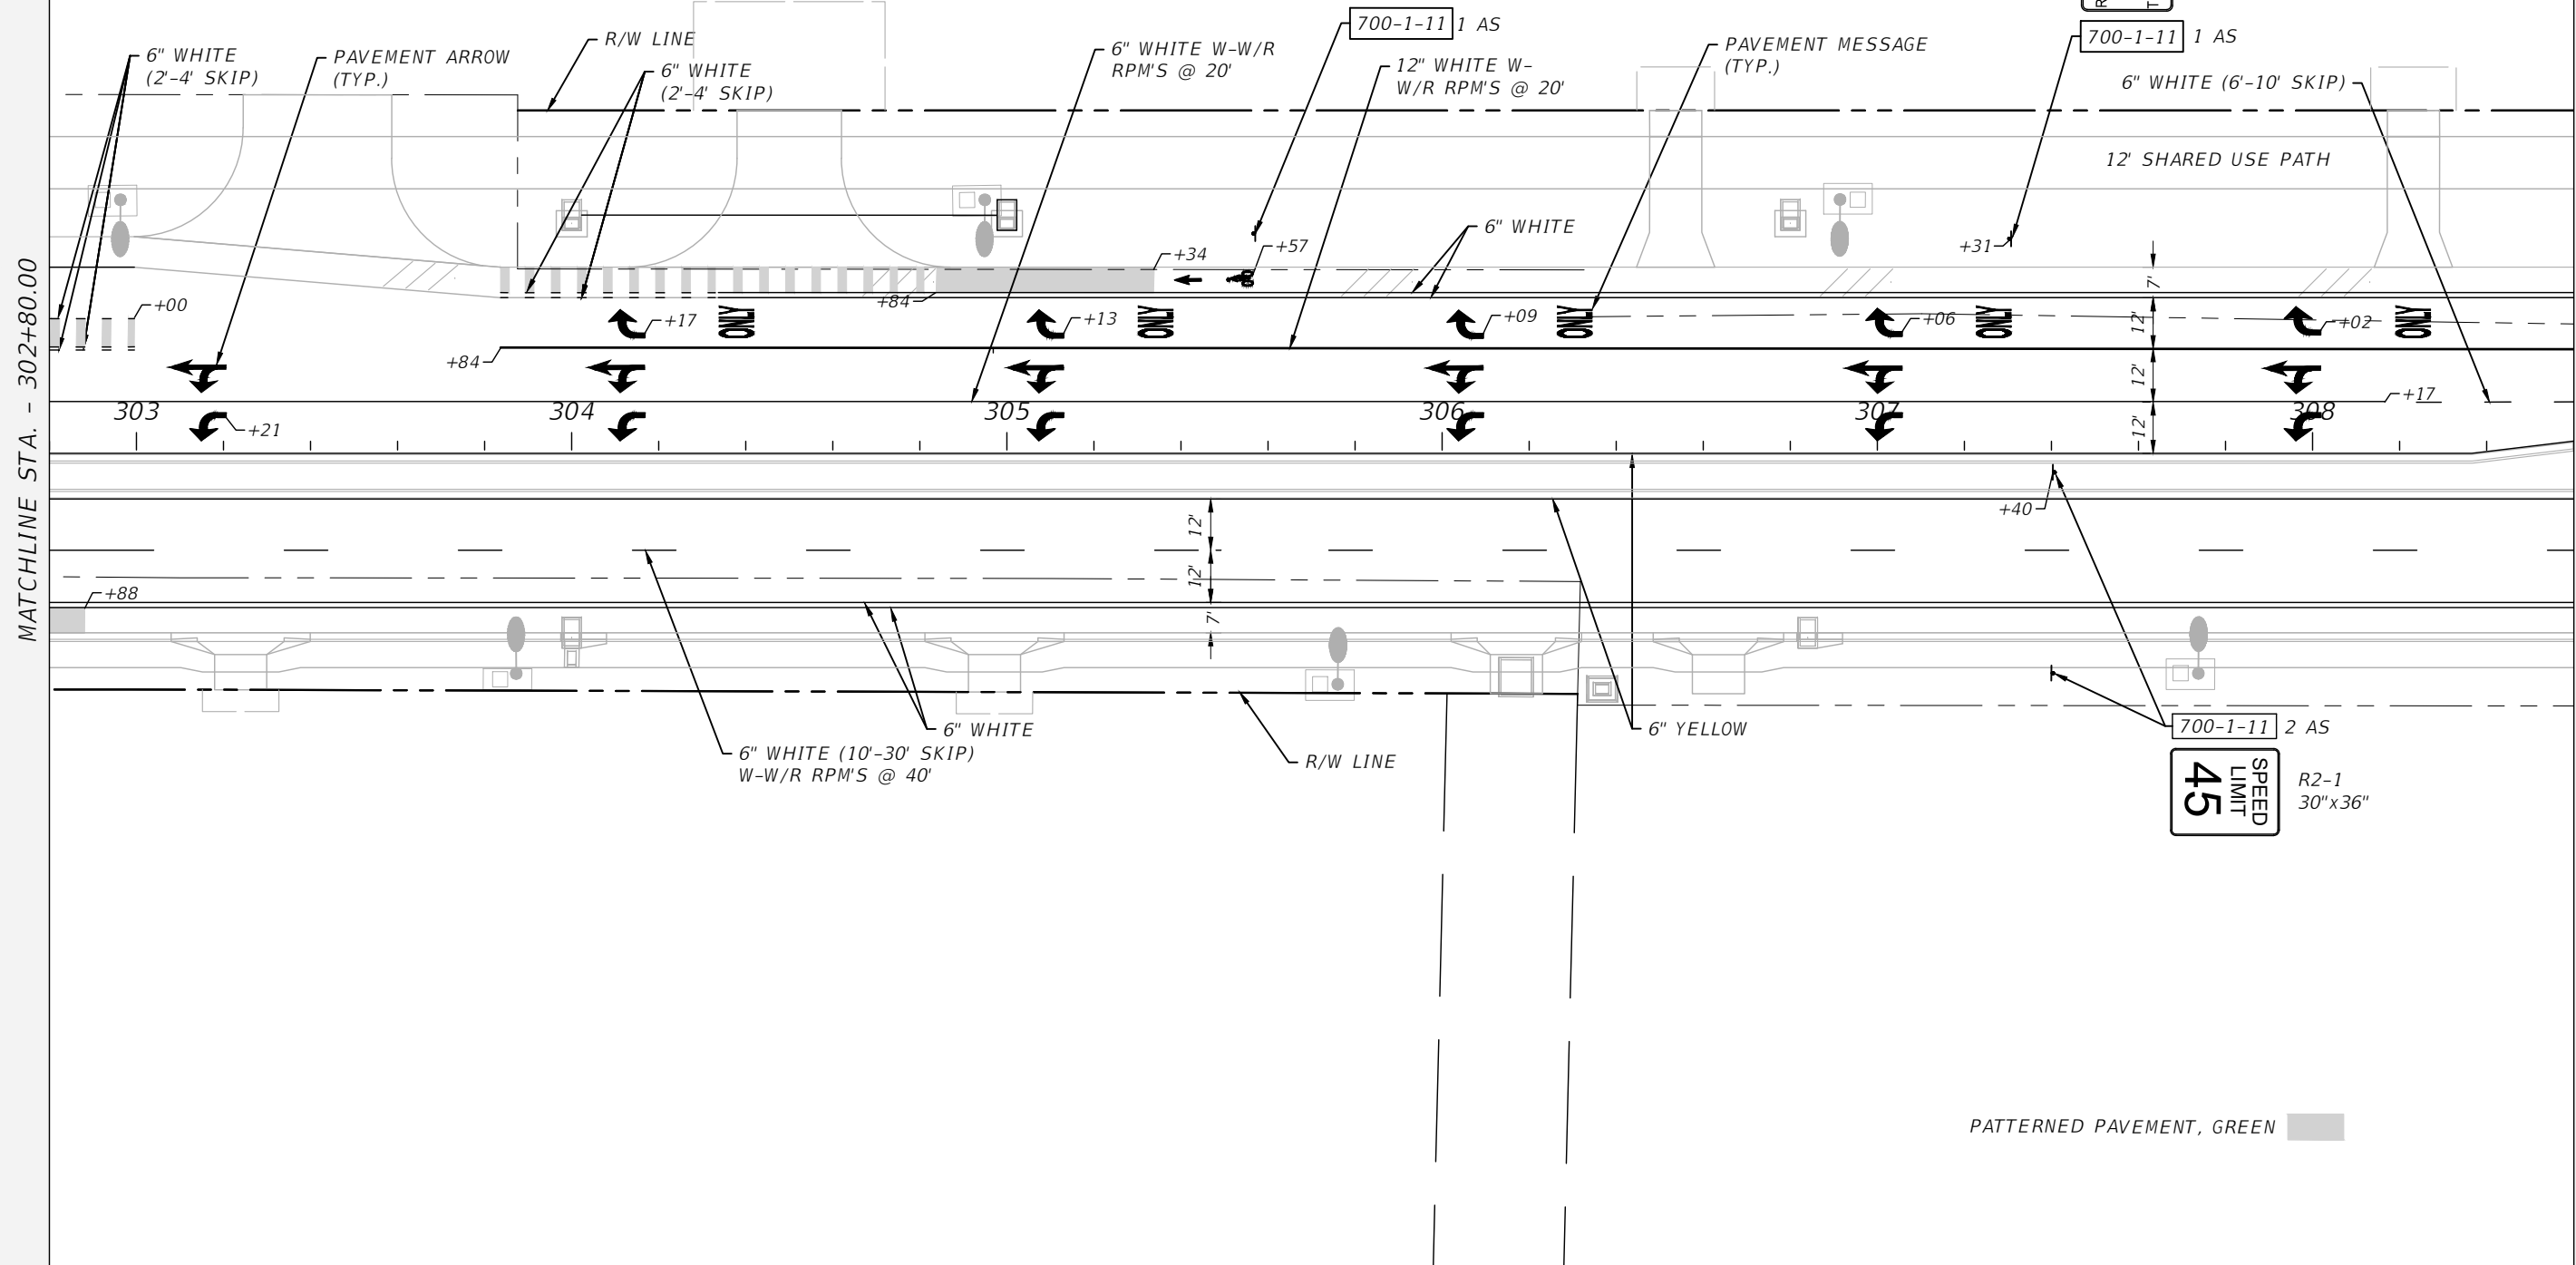 6" WHITE
(2'-4' SKIP)
PAVEMENT ARROW
(TYP.)
R/W LINE
6" WHITE
(2'-4' SKIP)
6" WHITE W-W/R
RPM'S @ 20'
700-1-11 1 AS
12" WHITE W-
W/R RPM'S @ 20'
PAVEMENT MESSAGE
(TYP.)
R
T
700-1-11 1 AS
6" WHITE (6'-10' SKIP)
12' SHARED USE PATH
MATCHLINE STA. - 302+80.00
+34
+57
6" WHITE
+31
7'
+00
+84
+17
ONLY
+13
ONLY
+09
ONLY
+06
ONLY
12'
+02
ONLY
+84
12'
+17
303
304
305
306
307
308
+21
12'
+40
12'
12'
+88
7'
6" WHITE
6" WHITE (10'-30' SKIP)
W-W/R RPM'S @ 40'
R/W LINE
6" YELLOW
700-1-11 2 AS
SPEED
LIMIT
45
R2-1
30"x36"
PATTERNED PAVEMENT, GREEN